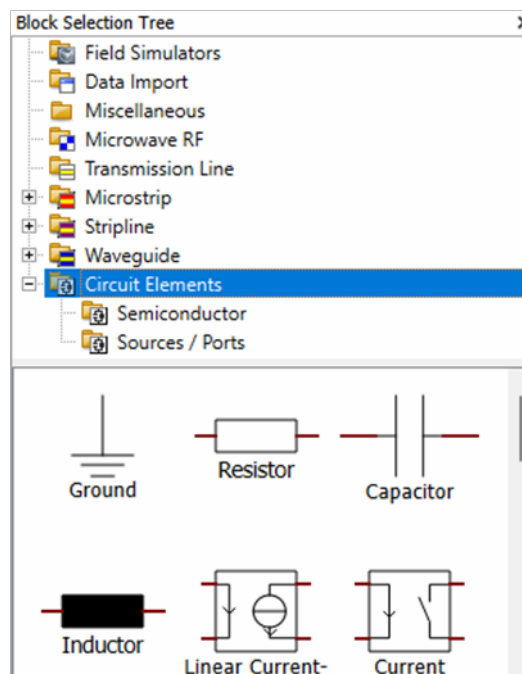 Block Selection Tree
Field Simulators
Data Import
Miscellaneous
Microwave RF
Transmission Line
Microstrip
Stripline
Waveguide
Circuit Elements
Semiconductor
Sources / Ports
Ground
Resistor
Capacitor
Inductor
Linear Current-
Current